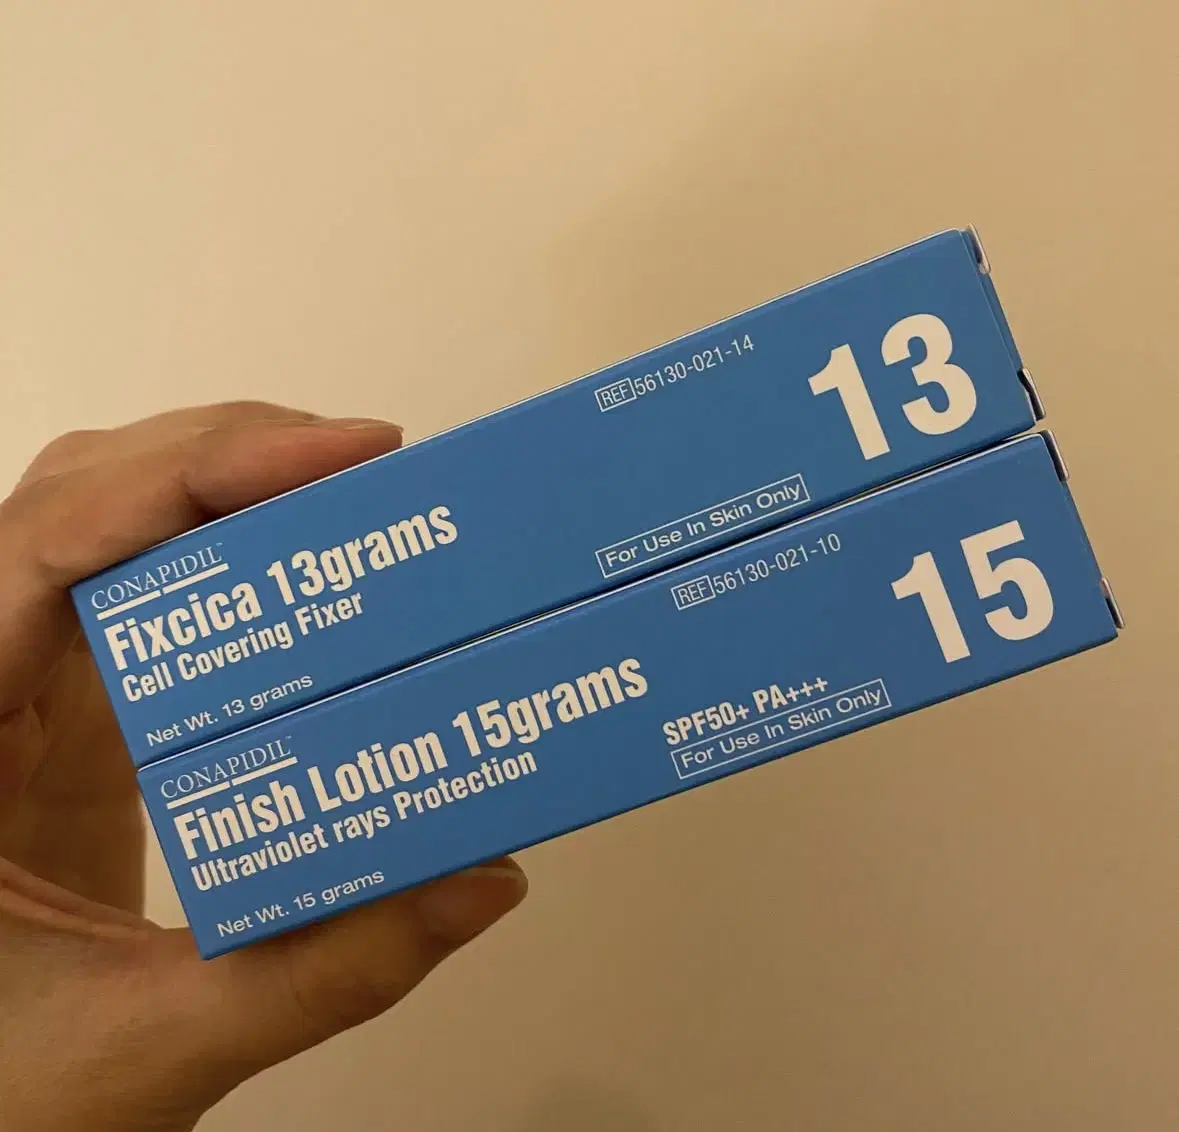 CONAPIDIL™
Fixcica 13grams
Cell Covering Fixer
Net Wt. 13 grams
REF 56130-021-14
For Use In Skin Only
13
CONAPIDIL™
Finish Lotion 15grams
Ultraviolet rays Protection
Net Wt. 15 grams
REF 56130-021-10
SPF50+ PA+++
For Use In Skin Only
15